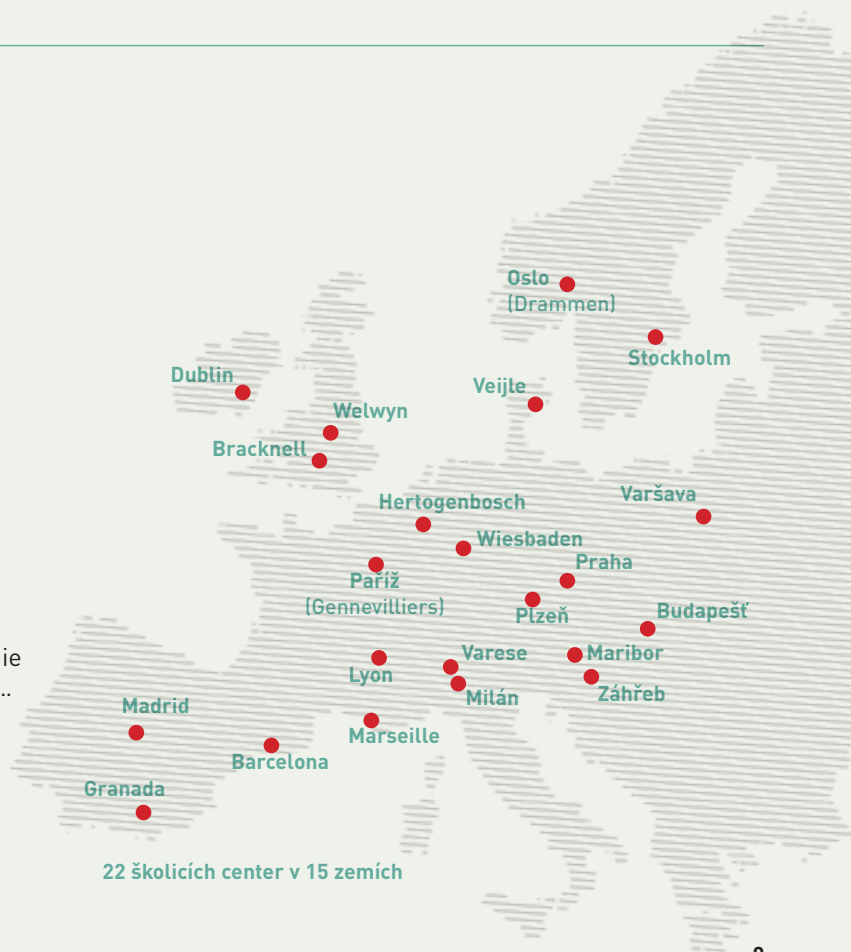 Oslo
(Drammen)
Stockholm
Dublin
Veijle
Welwyn
Bracknell
Varšava
Hertogenbosch
Wiesbaden
Praha
Paříž
(Gennevilliers)
Plzeň
Budapešť
ie
..
Varese
Maribor
Lyon
Milán
Záhřeb
Madrid
Marseille
Barcelona
Granada
22 školicích center v 15 zemích